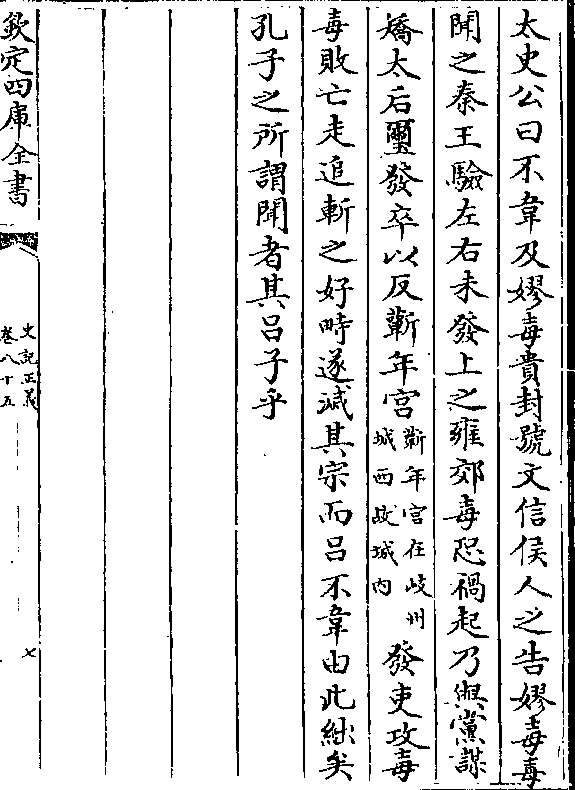 太史公曰不韋及嫪毐貴封號文信侯人之告嫪毐毐
聞之秦王驗左右未發上之雍郊毐恐禍起乃與黨謀
矯太后璽發卒以反蘄年宮蘄年宮在岐州城西故城內發吏攻毐
毐敗亡走追斬之好畤遂滅其宗而呂不韋由此絀矣
孔子之所謂聞者其呂子乎
欽定四庫全書
史記正義
卷八十五
七